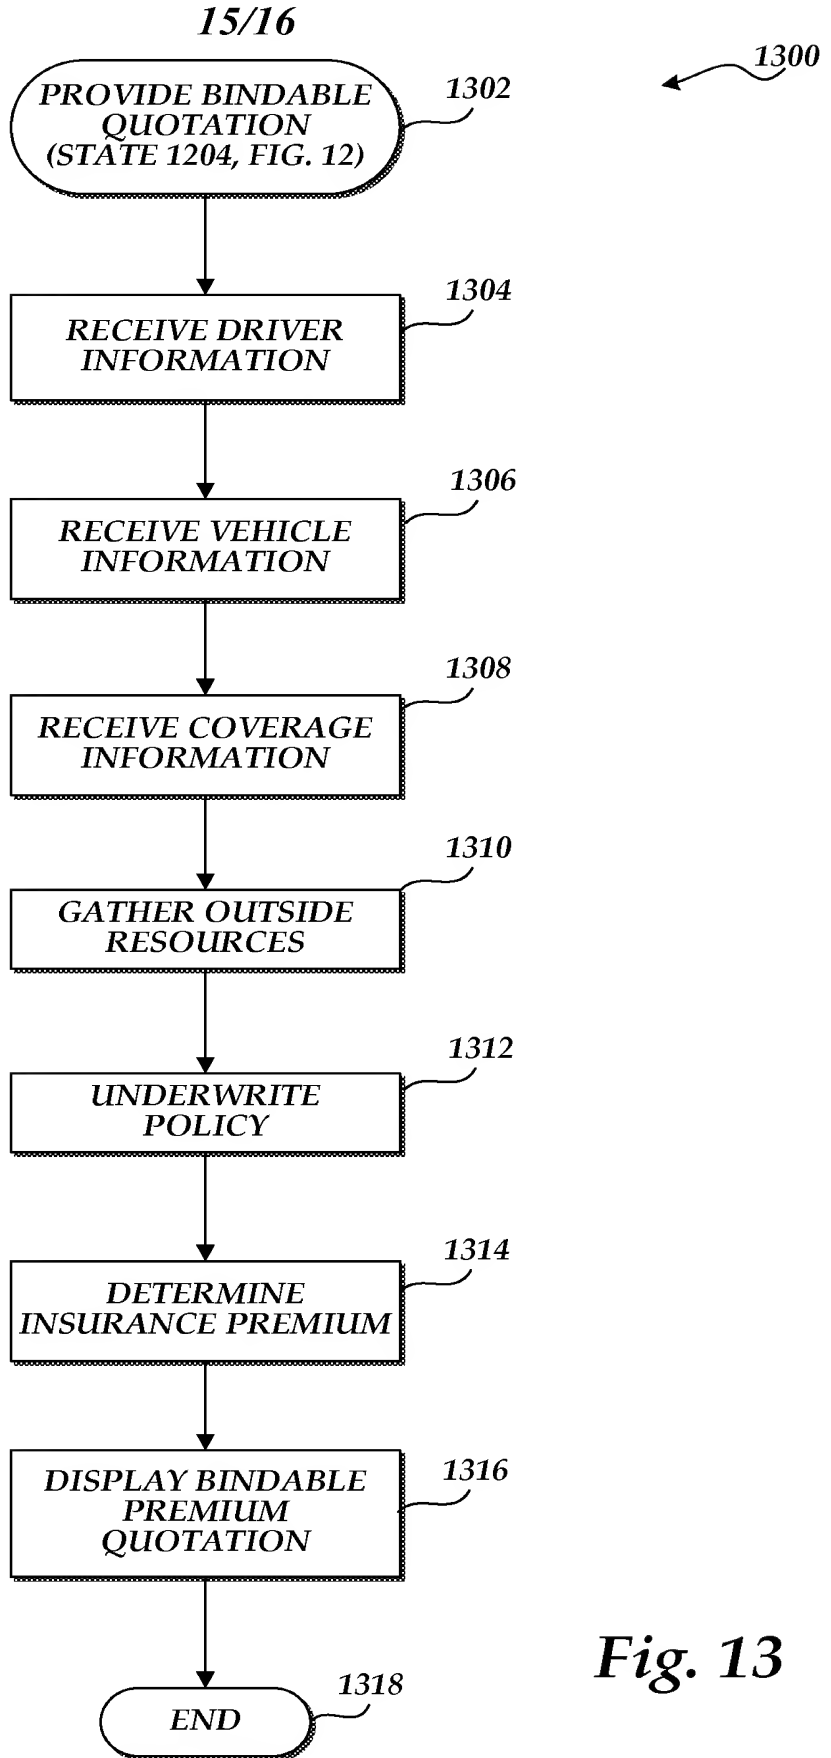 15/16
1300
PROVIDE BINDABLE
QUOTATION
(STATE 1204, FIG. 12)
1302
RECEIVE DRIVER
INFORMATION
1304
RECEIVE VEHICLE
INFORMATION
1306
RECEIVE COVERAGE
INFORMATION
1308
GATHER OUTSIDE
RESOURCES
1310
UNDERWRITE
POLICY
1312
DETERMINE
INSURANCE PREMIUM
1314
DISPLAY BINDABLE
PREMIUM
QUOTATION
1316
END
1318
Fig. 13